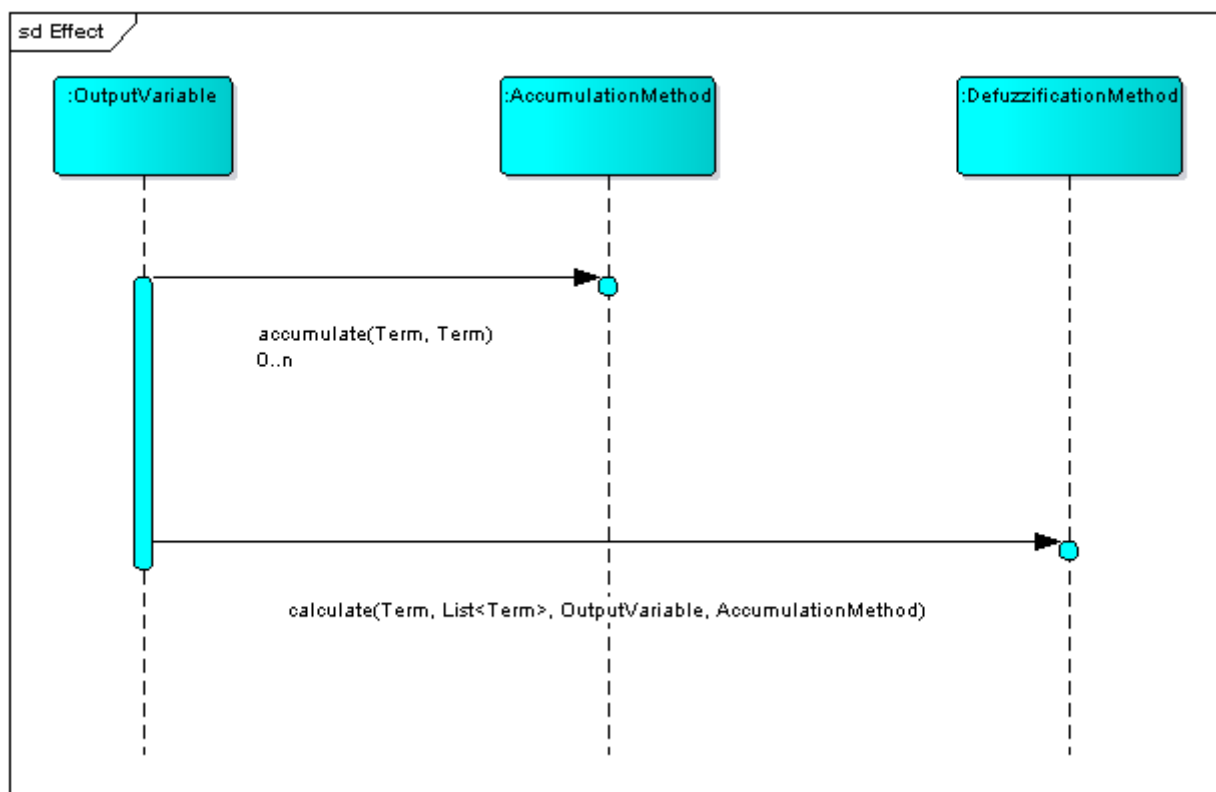 sd Effect
:OutputVariable
:AccumulationMethod
:DefuzzificationMethod
accumulate(Term, Term)
0..n
calculate(Term, List<Term>, OutputVariable, AccumulationMethod)